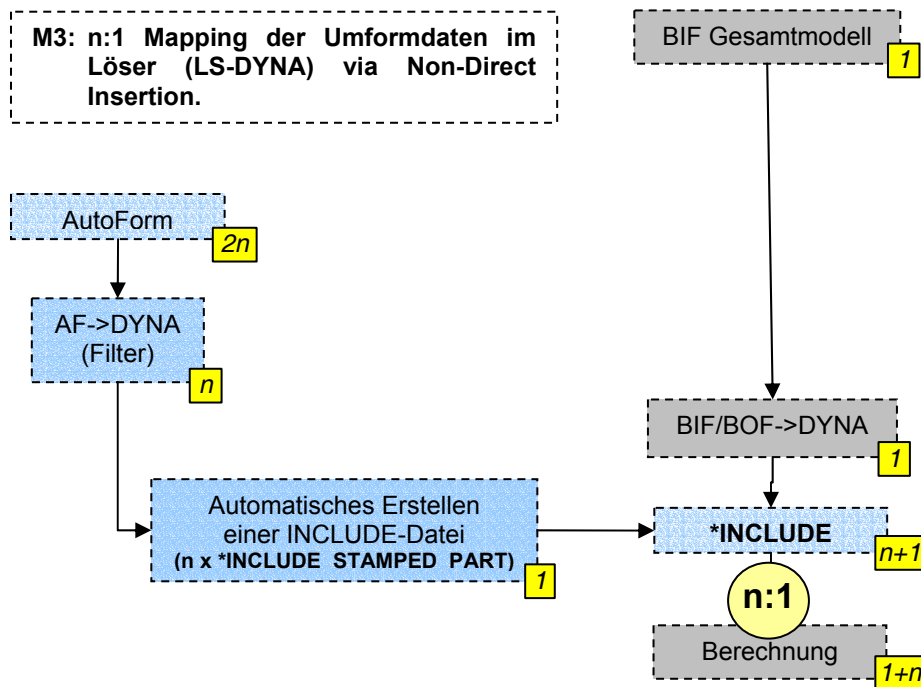 M3: n:1 Mapping der Umformdaten im
Löser (LS-DYNA) via Non-Direct
Insertion.
BIF Gesamtmodell
1
AutoForm
2n
AF->DYNA
(Filter)
n
BIF/BOF->DYNA
1
Automatisches Erstellen
einer INCLUDE-Datei
(n x *INCLUDE STAMPED PART)
1
*INCLUDE
n+1
n:1
Berechnung
1+n